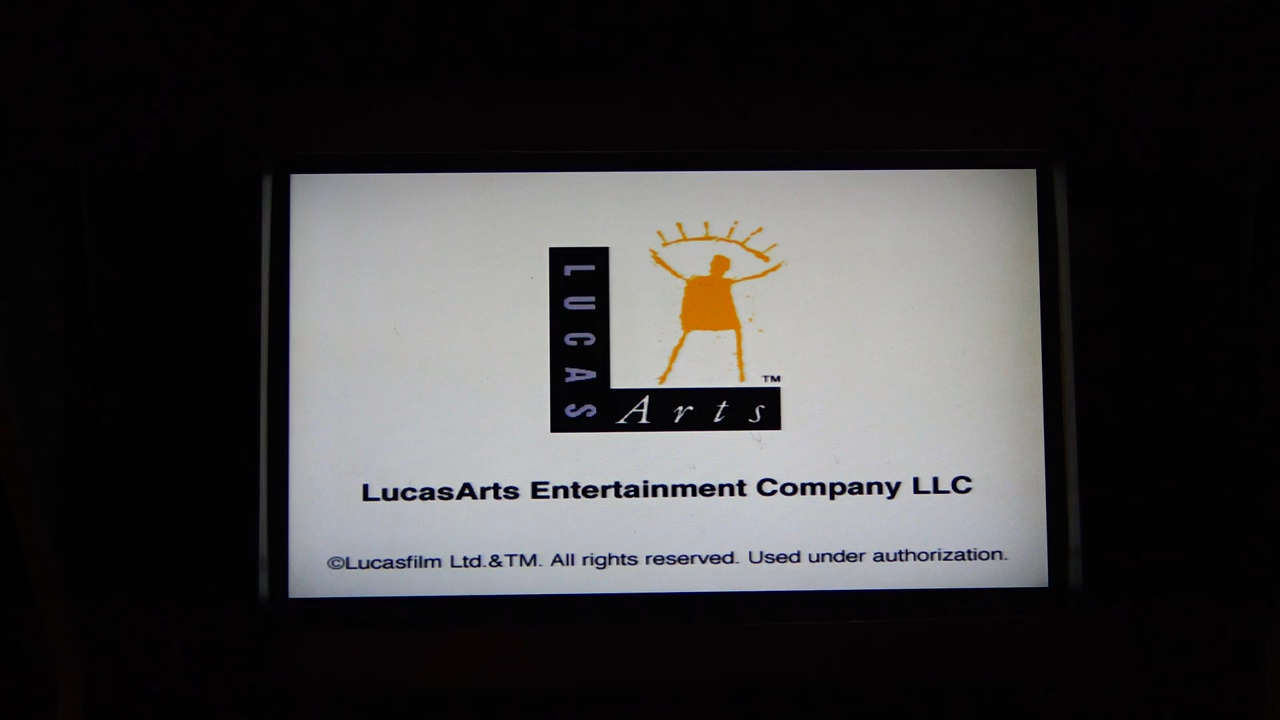 LUCAS
Arts
TM
LucasArts Entertainment Company LLC
©Lucasfilm Ltd.&TM. All rights reserved. Used under authorization.